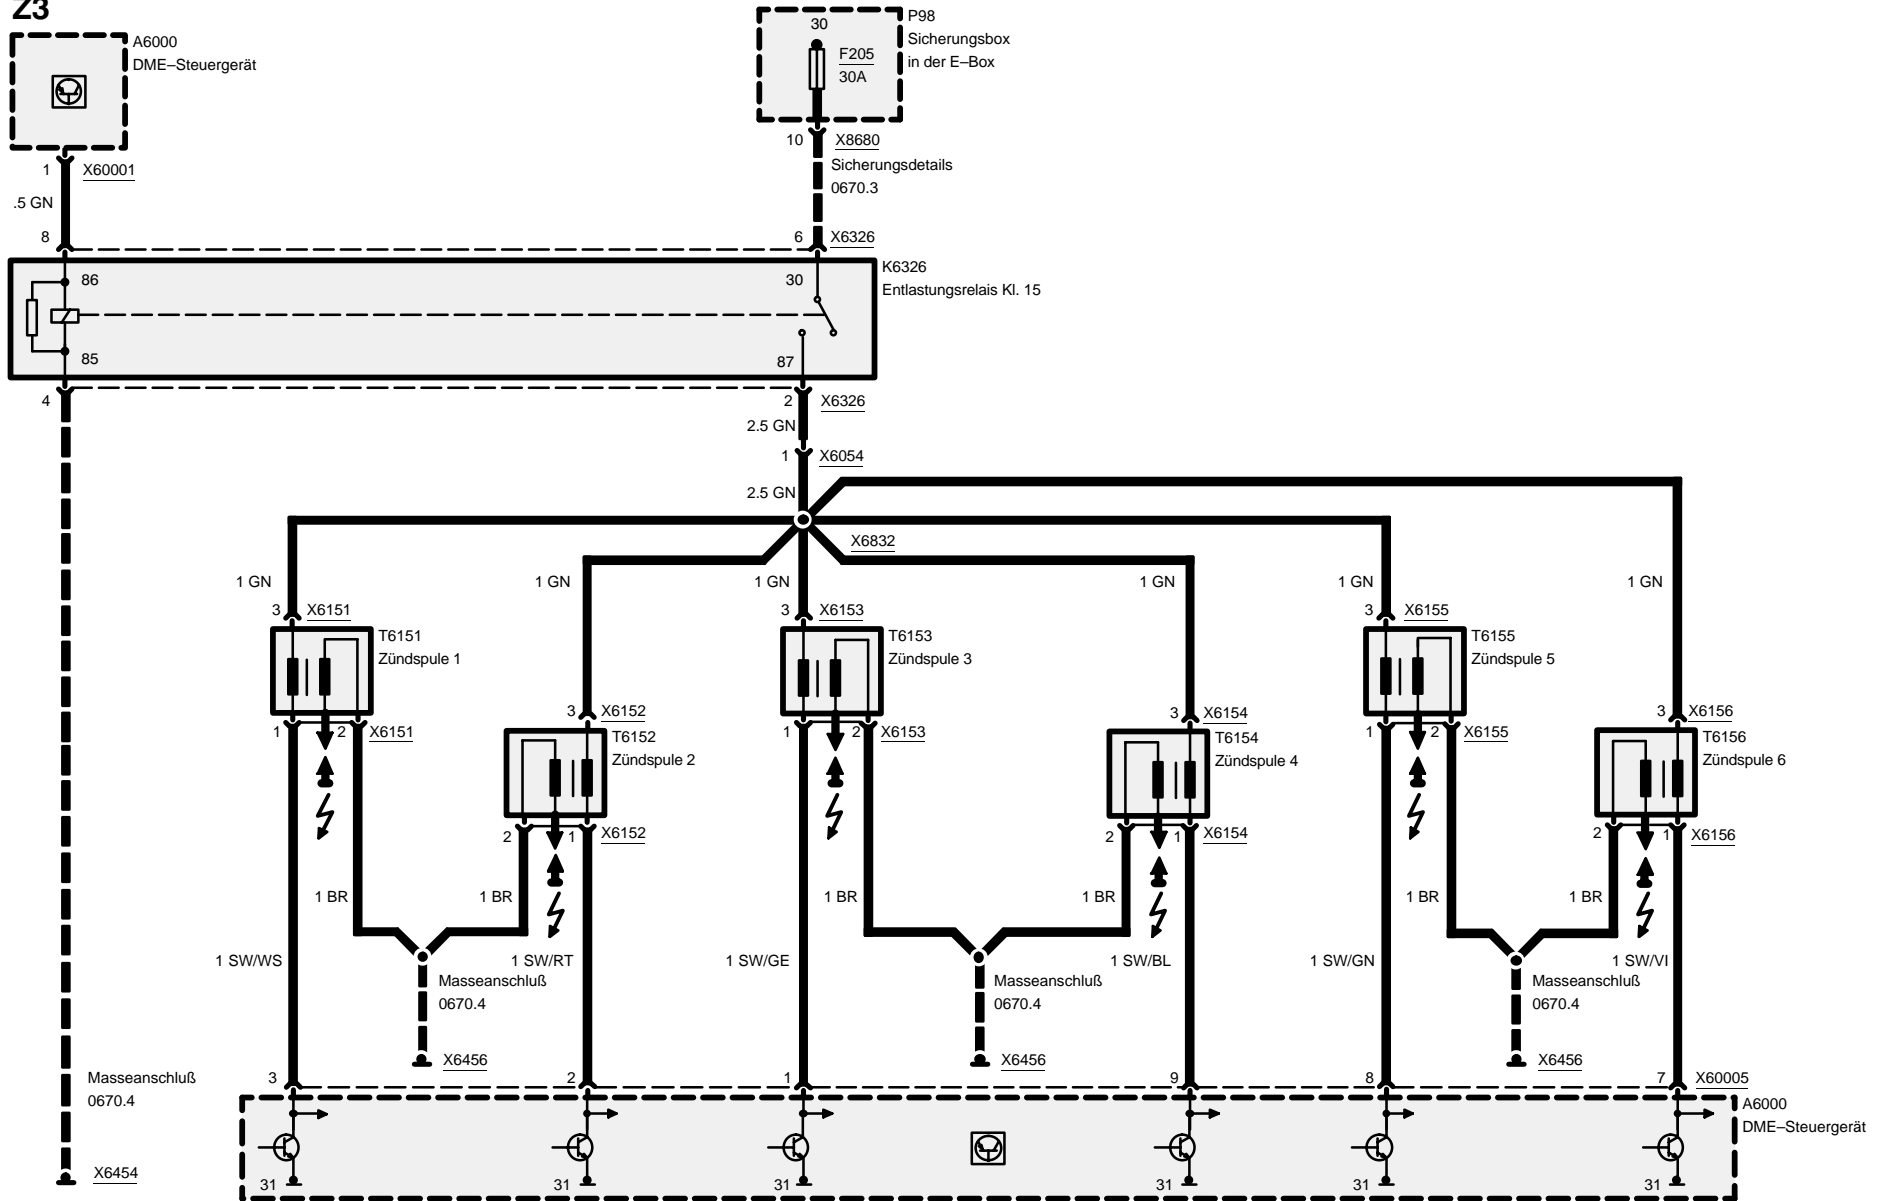 Z3
A6000
DME–Steuergerät
30
F205
30A
P98
Sicherungsbox
in der E–Box
1
X60001
.5 GN
8
10
X8680
Sicherungsdetails
0670.3
6
X6326
86
85
30
87
K6326
Entlastungsrelais Kl. 15
4
2
X6326
2.5 GN
1
X6054
2.5 GN
X6832
1 GN
1 GN
1 GN
1 GN
1 GN
1 GN
3
X6151
T6151
Zündspule 1
1
2
X6151
3
X6152
T6152
Zündspule 2
2
1
X6152
3
X6153
T6153
Zündspule 3
1
2
X6153
3
X6154
T6154
Zündspule 4
2
1
X6154
3
X6155
T6155
Zündspule 5
1
2
X6155
3
X6156
T6156
Zündspule 6
2
1
X6156
1 BR
1 BR
1 BR
1 BR
1 BR
1 BR
1 SW/WS
1 SW/RT
1 SW/GE
1 SW/BL
1 SW/GN
1 SW/VI
Masseanschluß
0670.4
X6456
Masseanschluß
0670.4
X6456
Masseanschluß
0670.4
X6456
Masseanschluß
0670.4
X6454
3
2
1
9
8
7
X60005
A6000
DME–Steuergerät
31
31
31
31
31
31